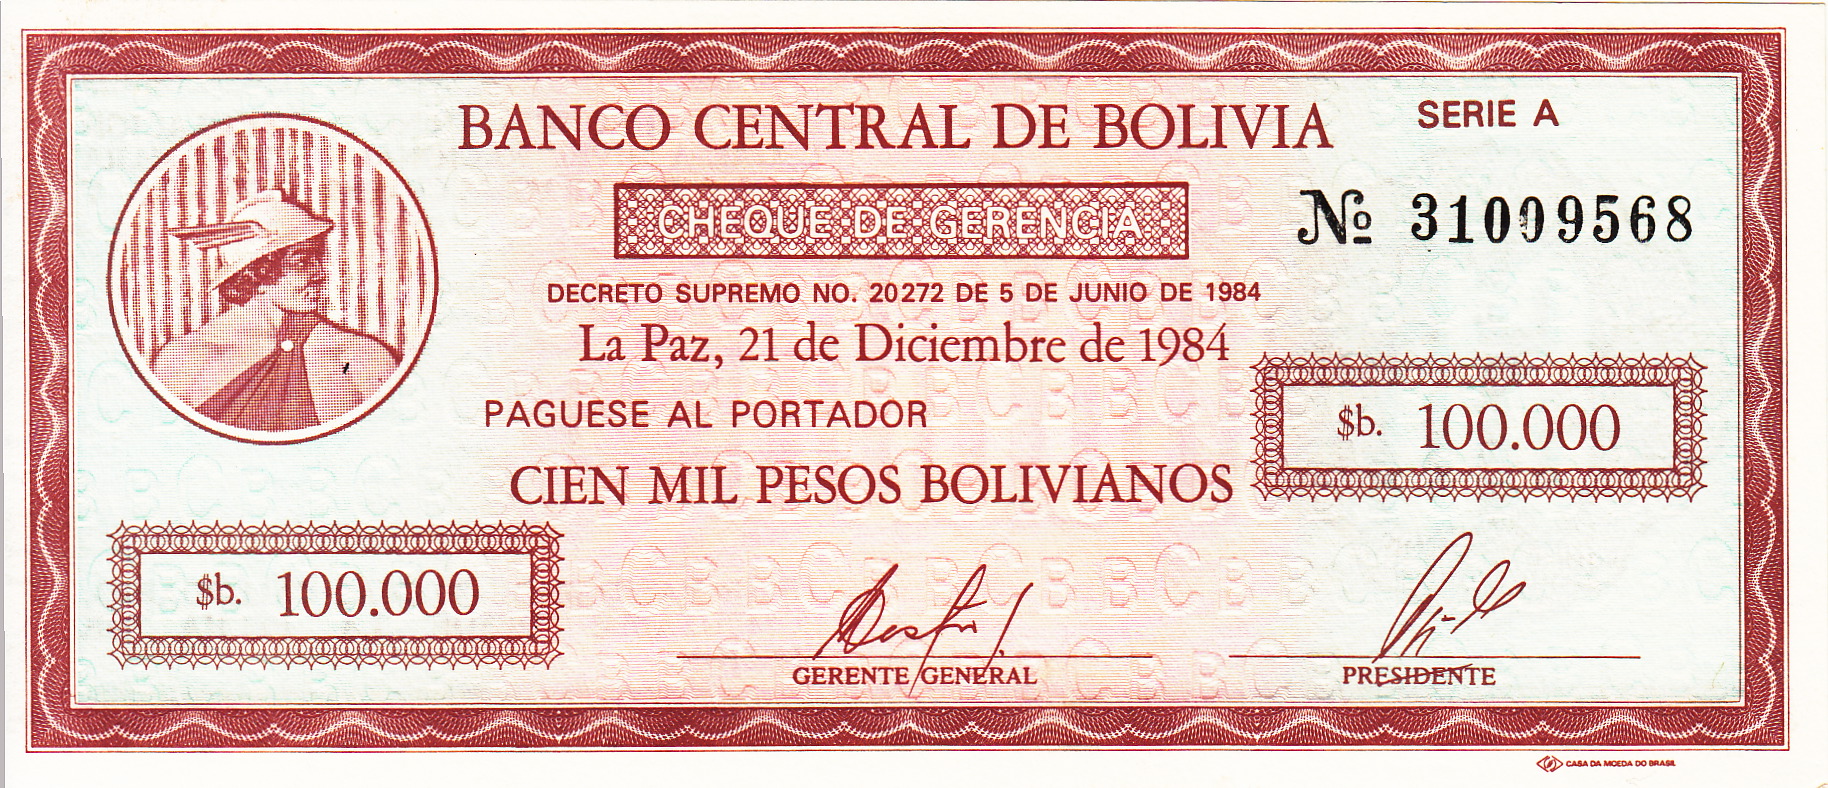 BANCO CENTRAL DE BOLIVIA
SERIE A
CHEQUE DE GERENCIA
Nº 31009568
DECRETO SUPREMO NO. 20272 DE 5 DE JUNIO DE 1984
La Paz, 21 de Diciembre de 1984
PAGUESE AL PORTADOR
$b. 100.000
CIEN MIL PESOS BOLIVIANOS
$b. 100.000
GERENTE GENERAL
PRESIDENTE
CASA DA MOEDA DO BRASIL